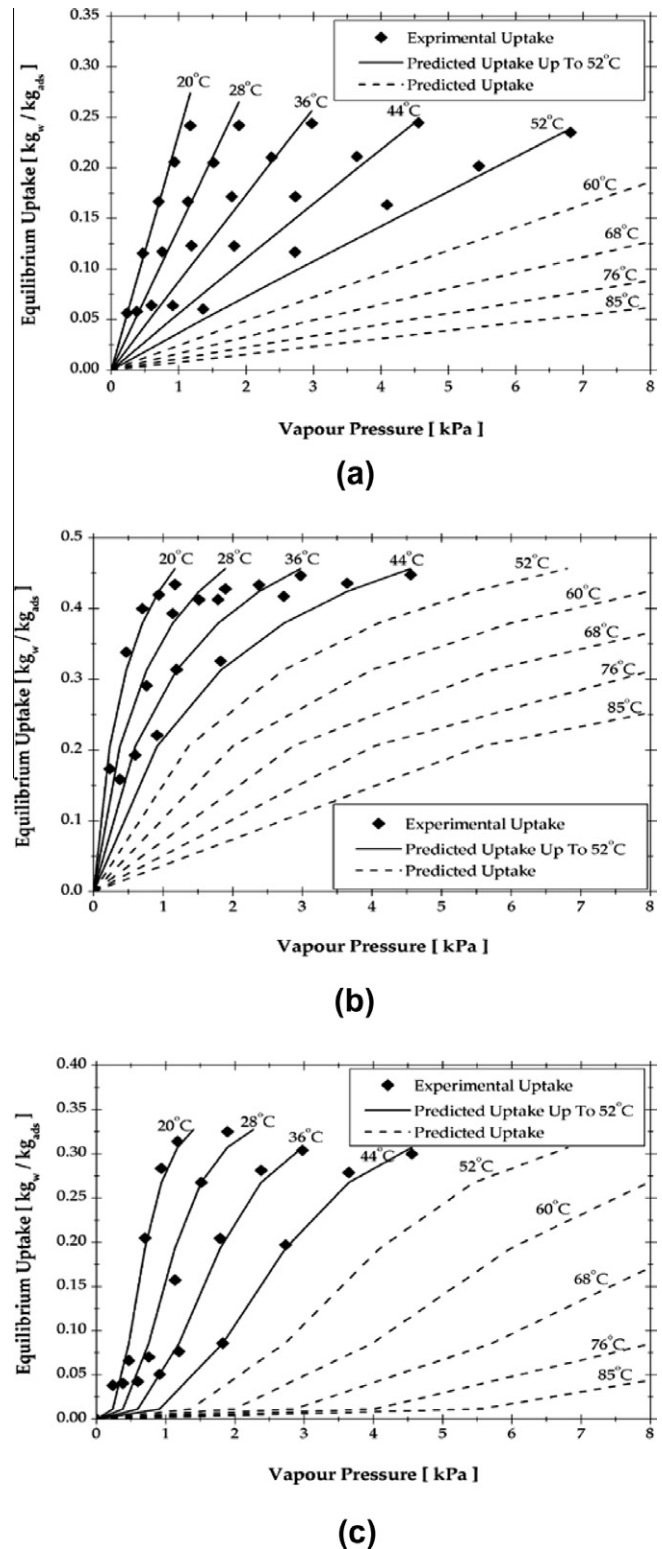 0.35
0.30
0.25
0.20
0.15
0.10
0.05
0.00
Equilibrium Uptake [ kgw / kgads ]
◆ Exprimental Uptake
Predicted Uptake Up To 52°C
Predicted Uptake
20°C
28°C
36°C
44°C
52°C
60°C
68°C
76°C
85°C
0 1 2 3 4 5 6 7 8
Vapour Pressure [ kPa ]
(a)
0.5
0.4
0.3
0.2
0.1
0.0
Equilibrium Uptake [ kgw / kgads ]
20°C
28°C
36°C
44°C
52°C
60°C
68°C
76°C
85°C
◆ Experimental Uptake
Predicted Uptake Up To 52°C
Predicted Uptake
0 1 2 3 4 5 6 7 8
Vapour Pressure [ kPa ]
(b)
0.40
0.35
0.30
0.25
0.20
0.15
0.10
0.05
0.00
Equilibrium Uptake [ kgw / kgads ]
◆ Experimental Uptake
Predicted Uptake Up To 52°C
Predicted Uptake
20°C
28°C
36°C
44°C
52°C
60°C
68°C
76°C
85°C
0 1 2 3 4 5 6 7 8
Vapour Pressure [ kPa ]
(c)